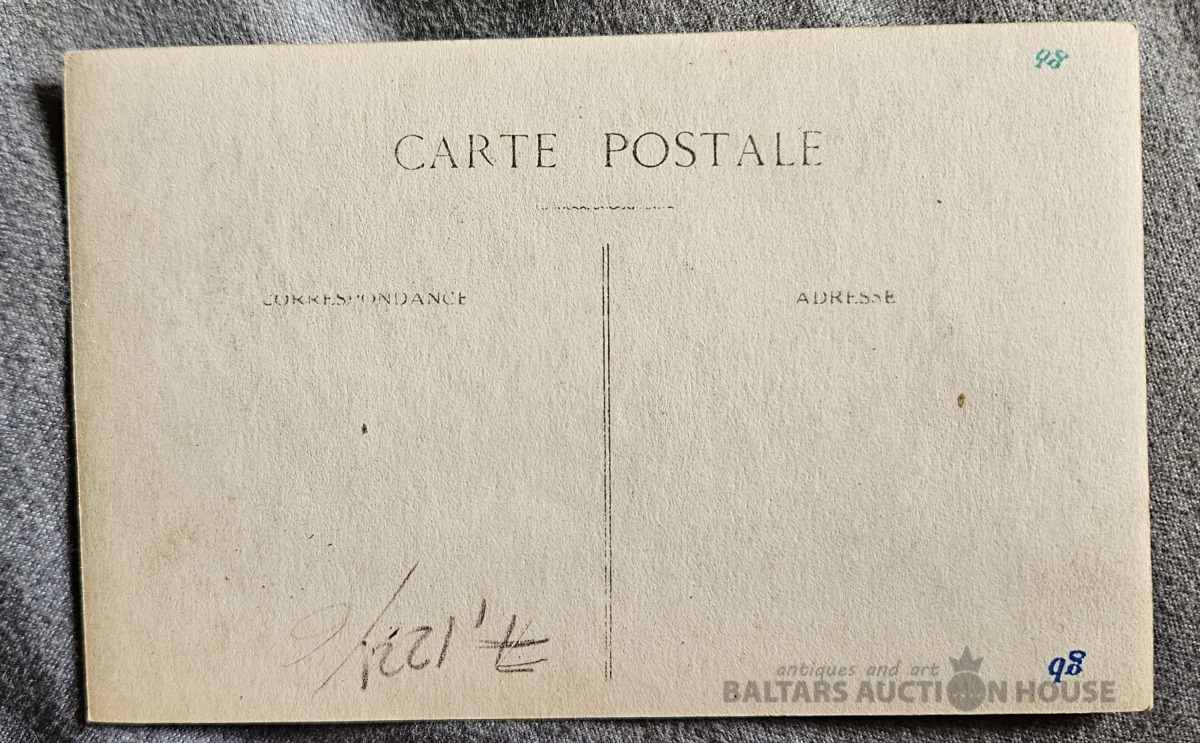 98
CARTE POSTALE
CORRESPONDANCE
ADRESSE
antiques and art
BALTARS AUCTION HOUSE
98